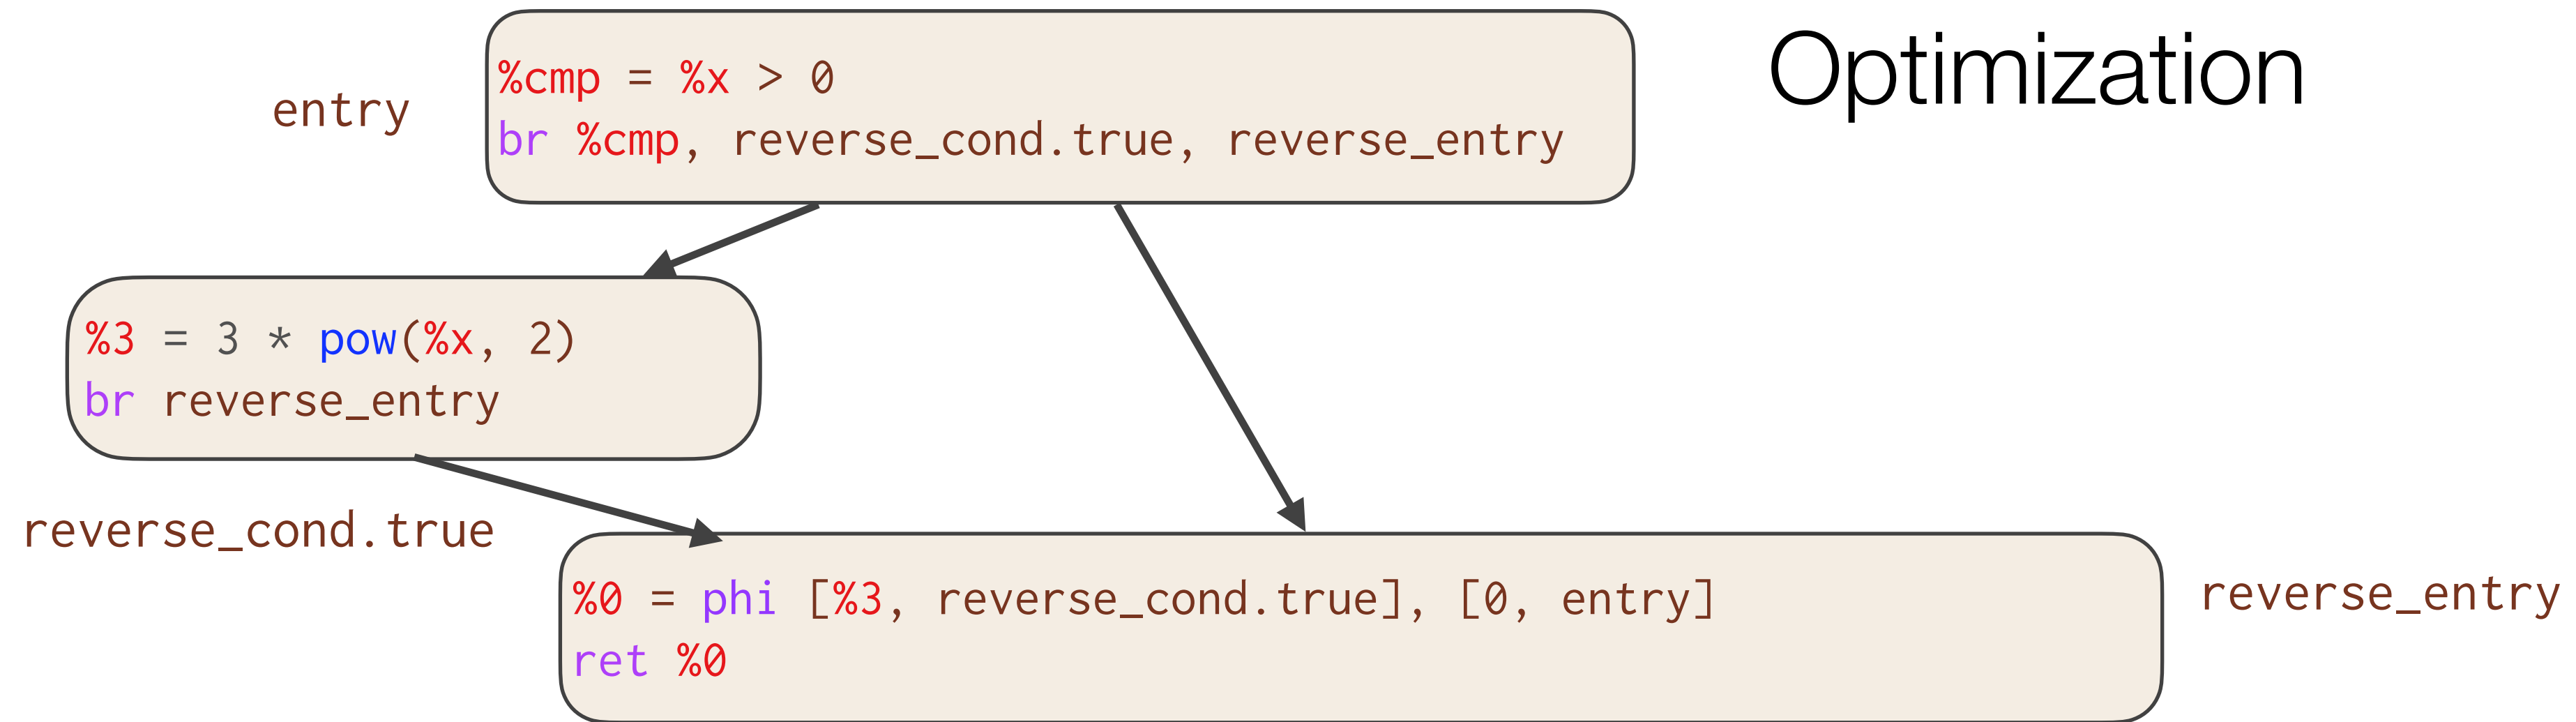 Optimization
entry
%cmp = %x > 0
br %cmp, reverse_cond.true, reverse_entry
%3 = 3 * pow(%x, 2)
br reverse_entry
reverse_cond.true
%0 = phi [%3, reverse_cond.true], [0, entry]
ret %0
reverse_entry